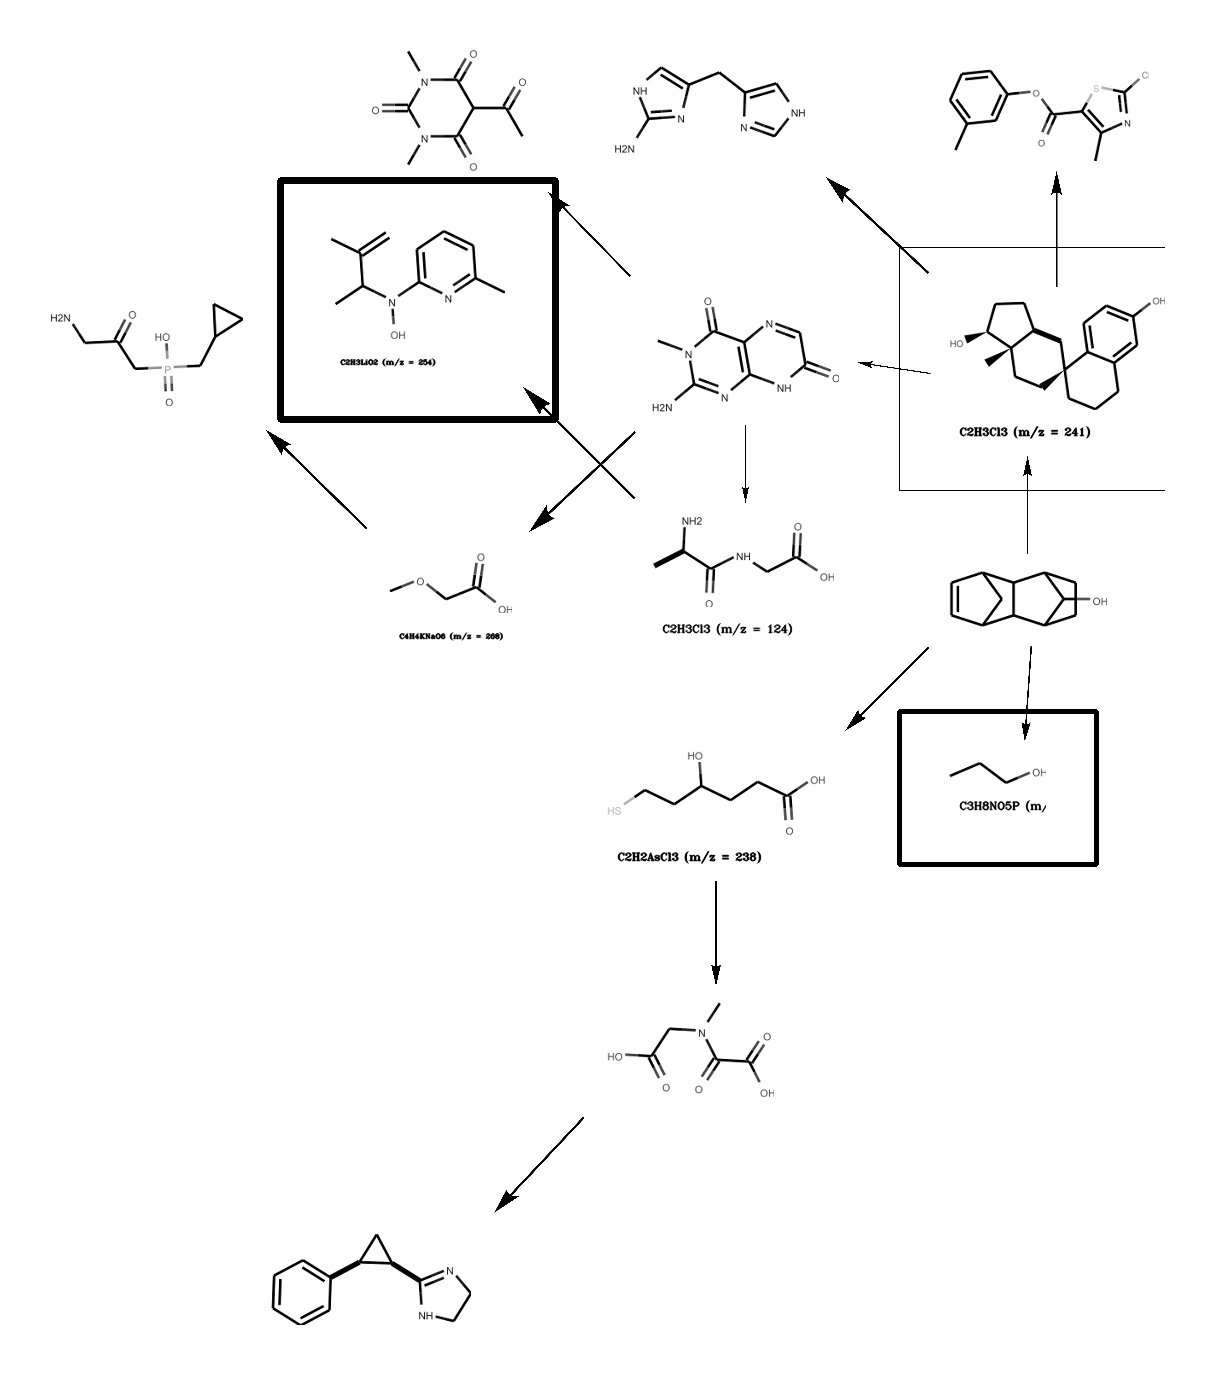 O
N
O
O
N
O
NH
N
H2N
N
NH
O
O
S
Cl
N
H2N
O
HO
P
O
N
N
OH
C2H3LiO2 (m/z = 254)
O
N
N
N
NH
O
H2N
OH
HO
C2H3Cl3 (m/z = 241)
NH2
O
NH
O
OH
C2H3Cl3 (m/z = 124)
O
O
OH
C4H4KNaO6 (m/z = 268)
OH
HO
HS
OH
O
C2H2AsCl3 (m/z = 238)
OH
C3H8NO5P (m/
N
HO
O
O
O
OH
N
NH